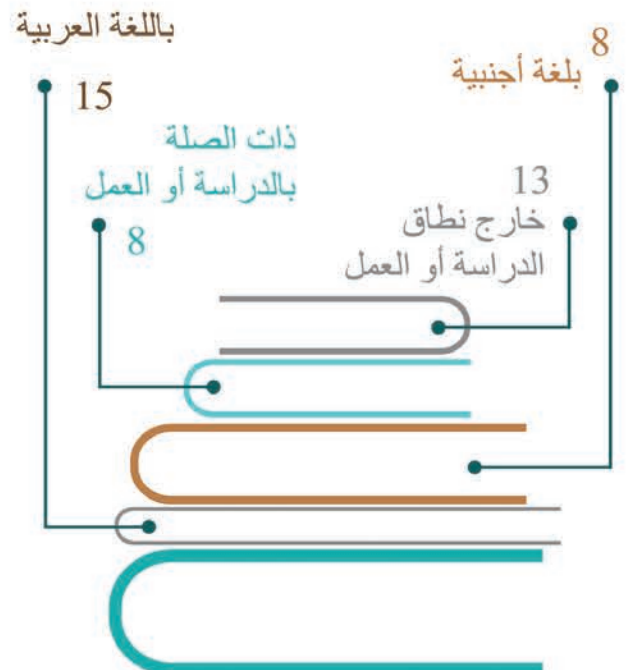 باللغة العربية
15
8
بلغة أجنبية
ذات الصلة
بالدراسة أو العمل
8
13
خارج نطاق
الدراسة أو العمل